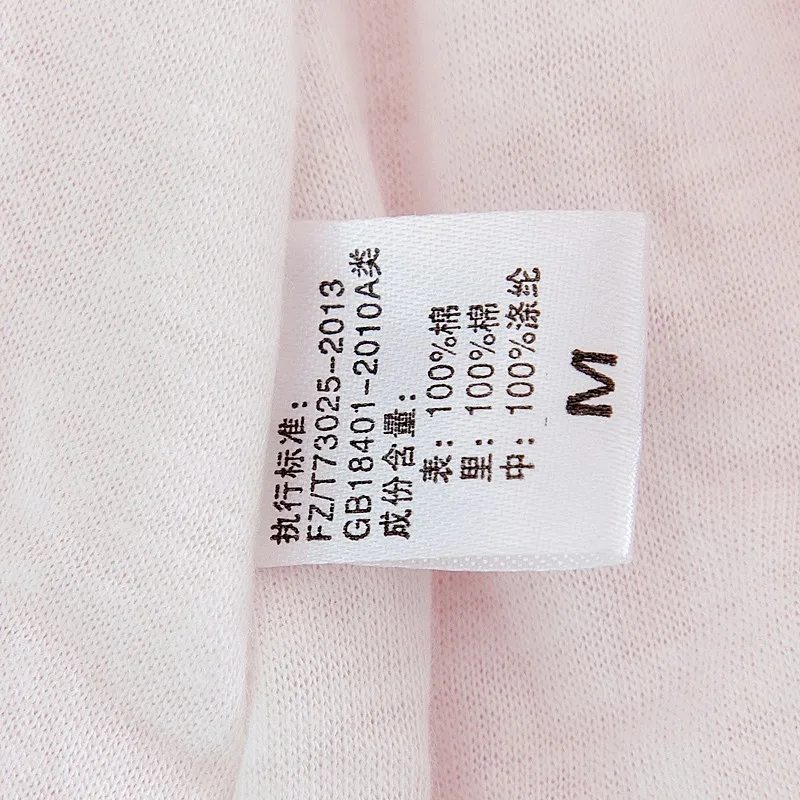 执行标准：
FZ/T73025-2013
GB18401-2010A类
成份含量：
表：100%棉
里：100%棉
中：100%涤纶
M